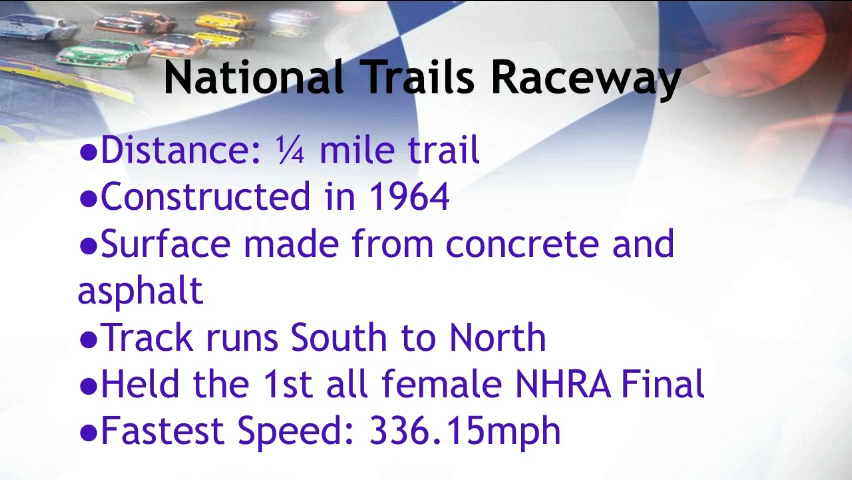 National Trails Raceway
●Distance: ¼ mile trail
●Constructed in 1964
●Surface made from concrete and
asphalt
●Track runs South to North
●Held the 1st all female NHRA Final
●Fastest Speed: 336.15mph